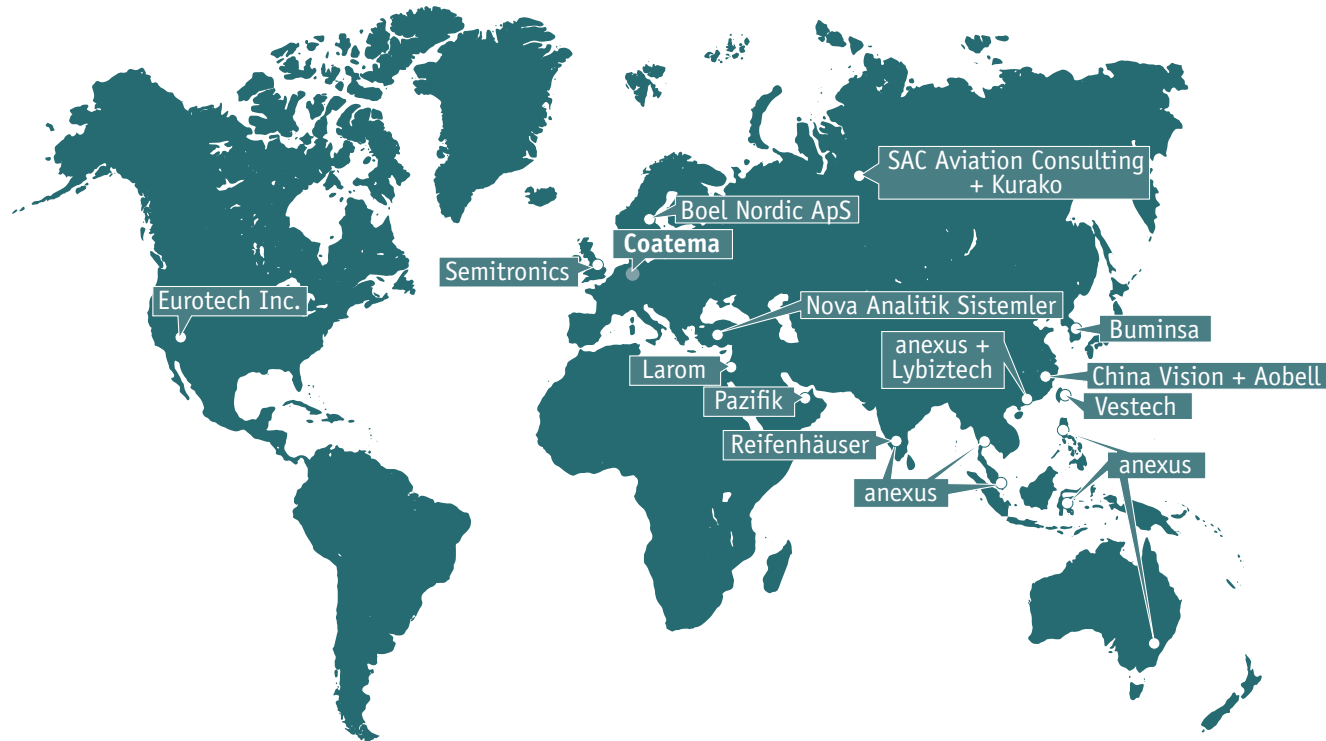 SAC Aviation Consulting
+ Kurako
Boel Nordic ApS
Coatema
Semitronics
Eurotech Inc.
Nova Analitik Sistemler
Buminsa
anexus +
Lybiztech
Larom
China Vision + Aobell
Pazifik
Vestech
Reifenhäuser
anexus
anexus